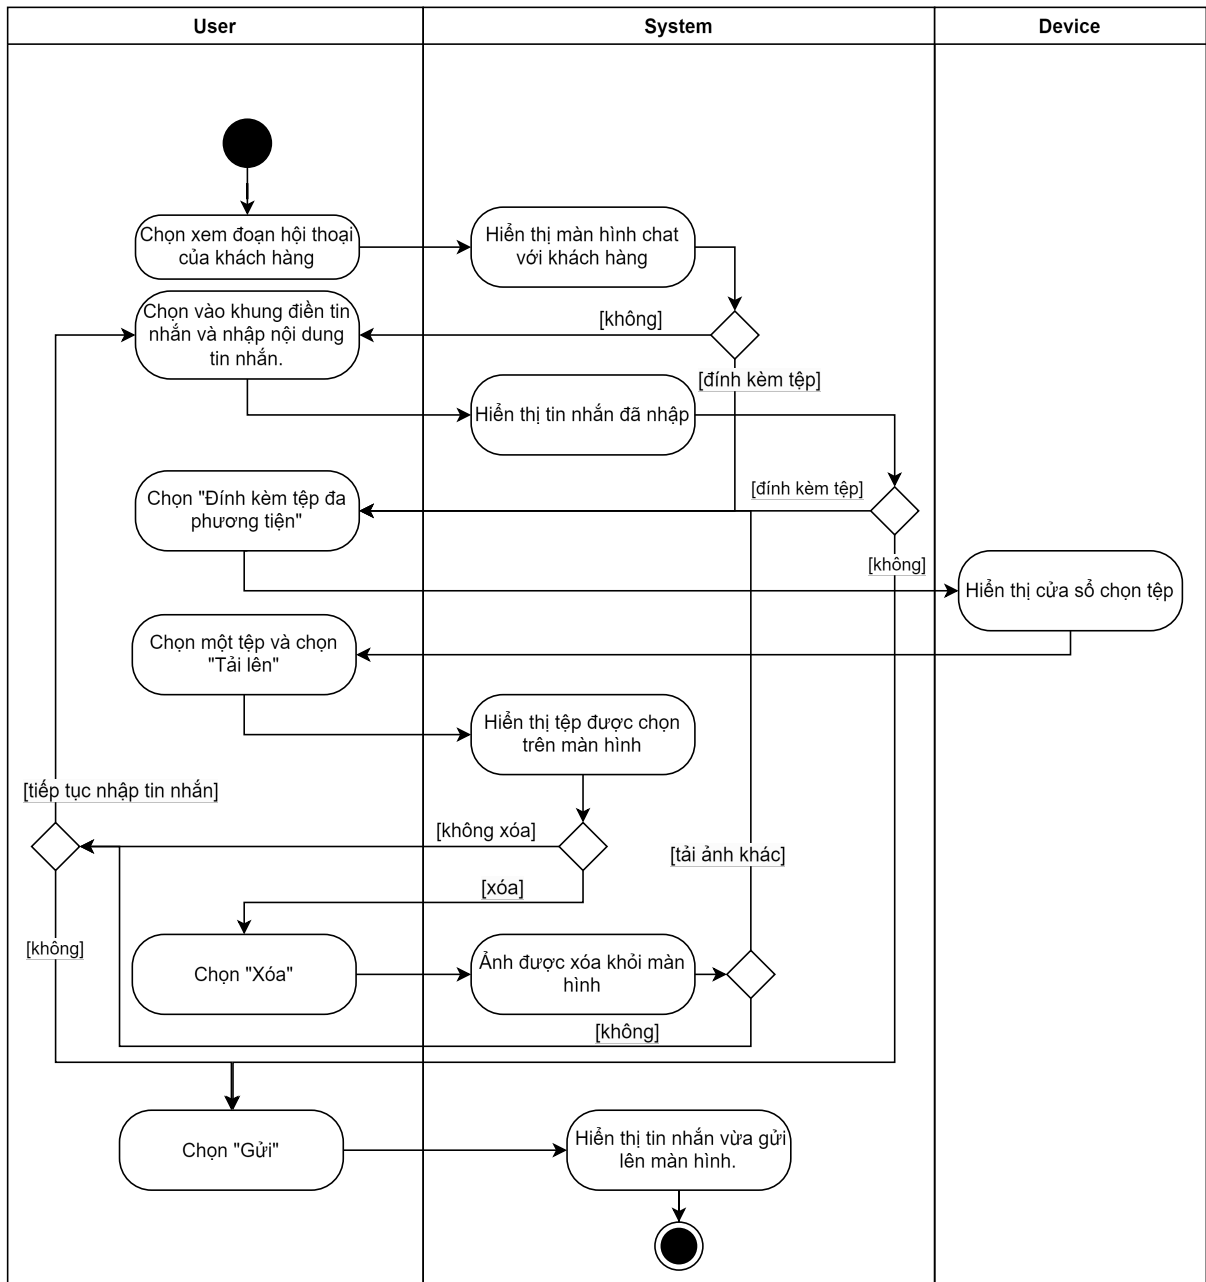 User
System
Device
Chọn xem đoạn hội thoại
của khách hàng
Hiển thị màn hình chat
với khách hàng
Chọn vào khung điền tin
nhắn và nhập nội dung
tin nhắn.
[không]
[đính kèm tệp]
Hiển thị tin nhắn đã nhập
Chọn "Đính kèm tệp đa
phương tiện"
[đính kèm tệp]
[không]
Hiển thị cửa sổ chọn tệp
Chọn một tệp và chọn
"Tải lên"
Hiển thị tệp được chọn
trên màn hình
[tiếp tục nhập tin nhắn]
[không xóa]
[tải ảnh khác]
[xóa]
[không]
Chọn "Xóa"
Ảnh được xóa khỏi màn
hình
[không]
Chọn "Gửi"
Hiển thị tin nhắn vừa gửi
lên màn hình.